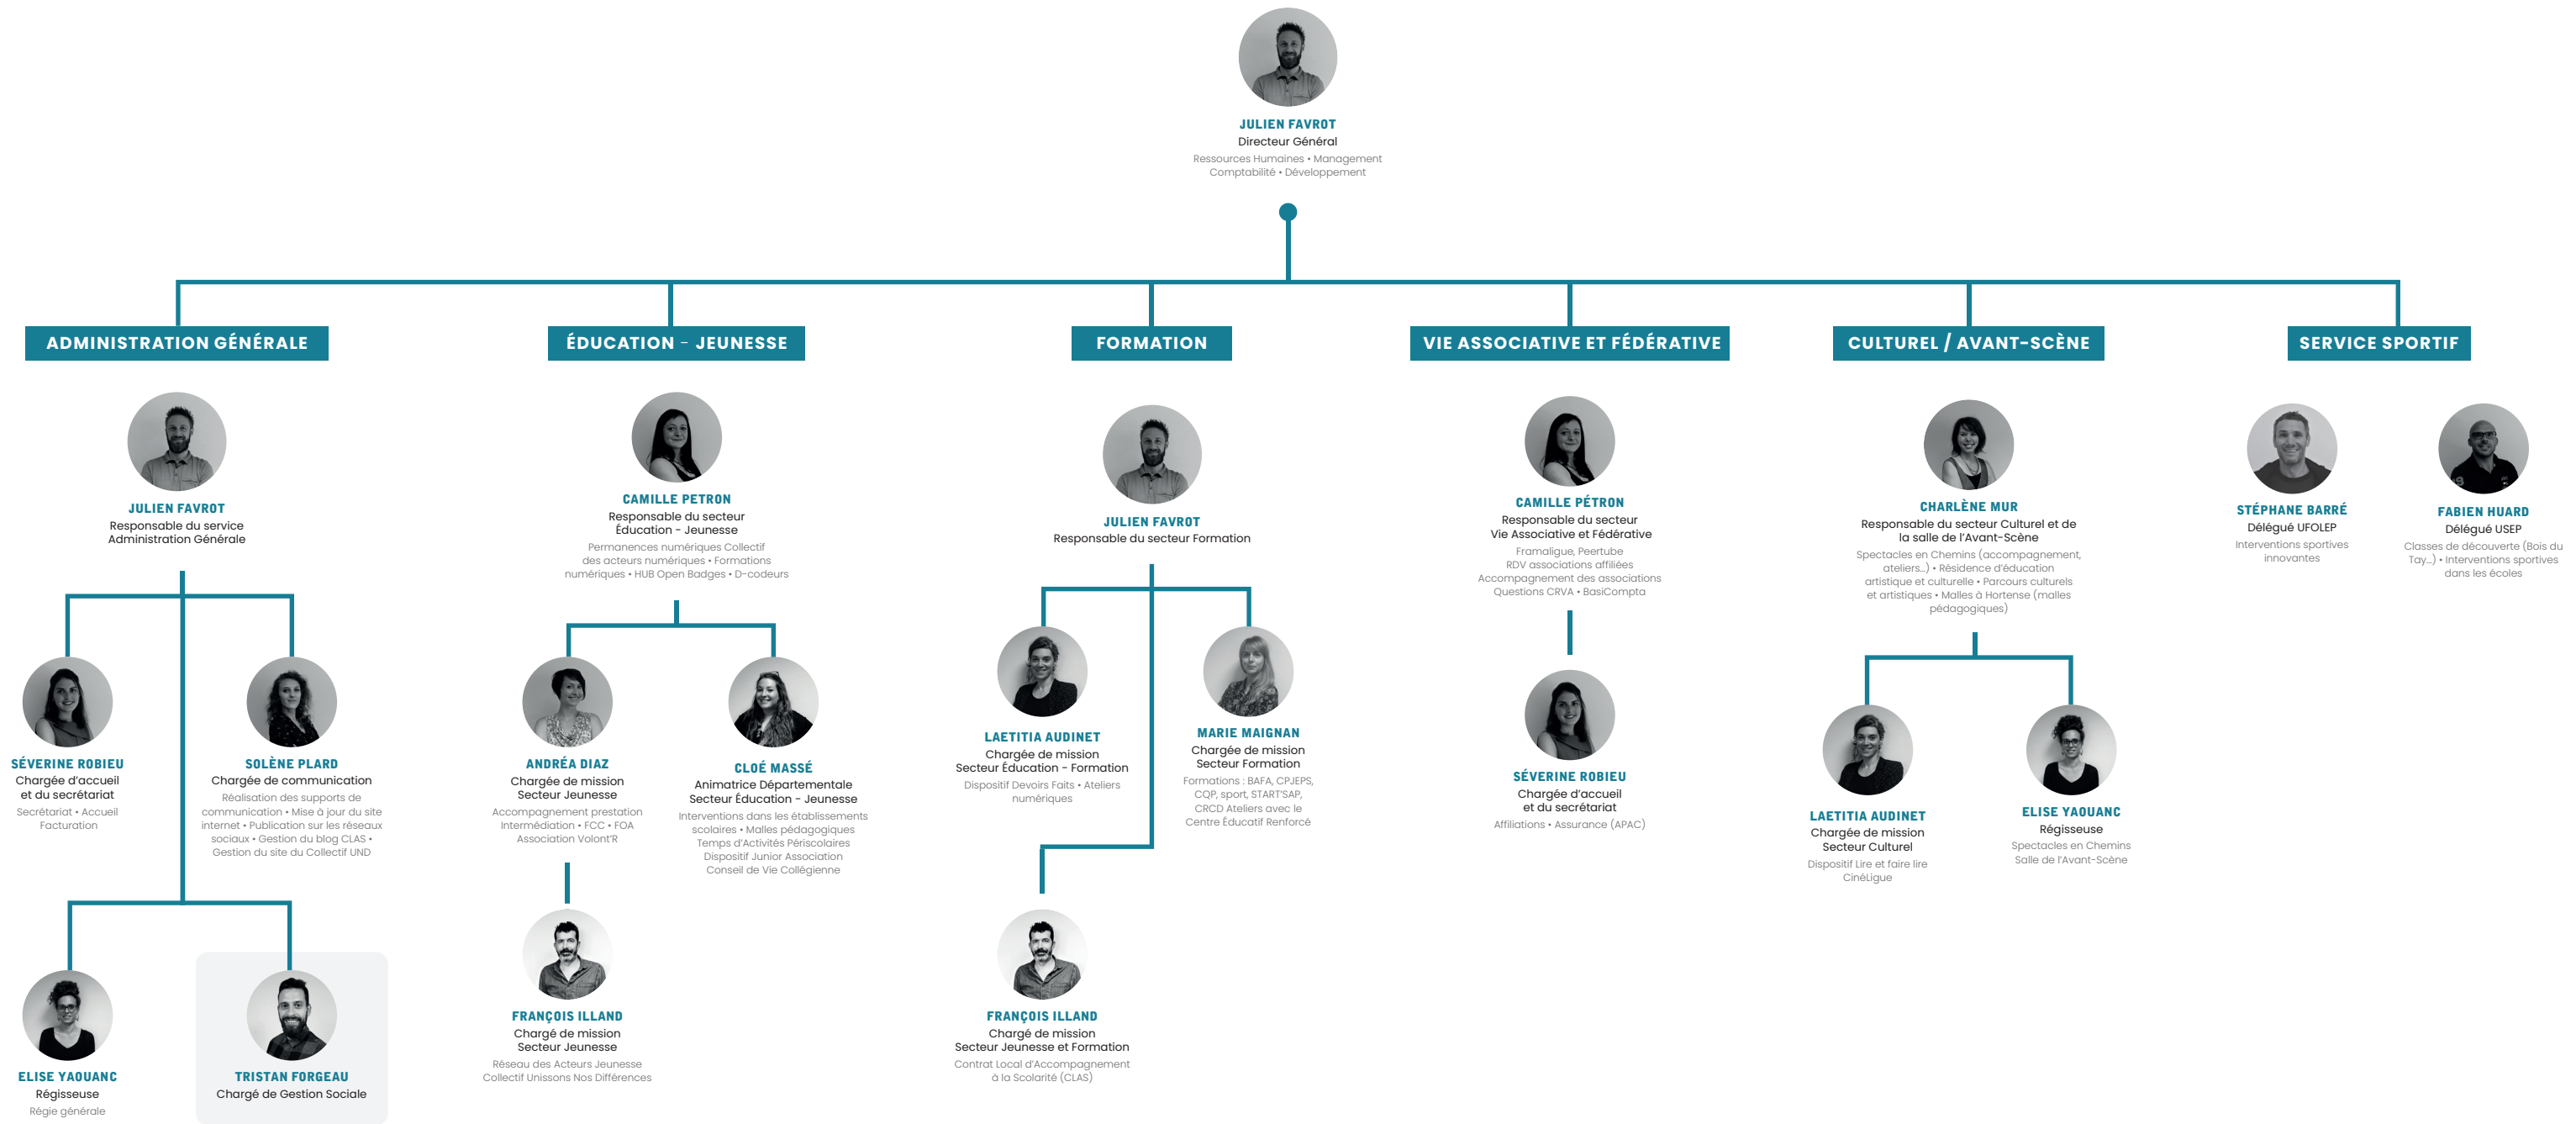 JULIEN FAVROT
Directeur Général
Ressources Humaines • Management
Comptabilité • Développement
ADMINISTRATION GÉNÉRALE
JULIEN FAVROT
Responsable du service
Administration Générale
SÉVERINE ROBIEU
Chargée d'accueil
et du secrétariat
Secrétariat • Accueil
Facturation
SOLÈNE PLARD
Chargée de communication
Réalisation des supports de
communication • Mise à jour du site
internet • Publication sur les réseaux
sociaux • Gestion du blog CLAS •
Gestion du site du Collectif UND
ELISE YAOUANC
Régisseuse
Régie générale
TRISTAN FORGEAU
Chargé de Gestion Sociale
ÉDUCATION - JEUNESSE
CAMILLE PETRON
Responsable du secteur
Éducation - Jeunesse
Permanences numériques Collectif
des acteurs numériques • Formations
numériques • HUB Open Badges • D-codeurs
ANDRÉA DIAZ
Chargée de mission
Secteur Jeunesse
Accompagnement prestation
Intermédiation • FCC • FOA
Association Volont'R
CLOÉ MASSÉ
Animatrice Départementale
Secteur Éducation - Jeunesse
Interventions dans les établissements
scolaires • Malles pédagogiques
Temps d'Activités Périscolaires
Dispositif Junior Association
Conseil de Vie Collégienne
FRANÇOIS ILLAND
Chargé de mission
Secteur Jeunesse
Réseau des Acteurs Jeunesse
Collectif Unissons Nos Différences
FORMATION
JULIEN FAVROT
Responsable du secteur Formation
LAETITIA AUDINET
Chargée de mission
Secteur Éducation - Formation
Dispositif Devoirs Faits • Ateliers
numériques
MARIE MAIGNAN
Chargée de mission
Secteur Formation
Formations : BAFA, CPJEPS,
CQP, sport, START'SAP,
CRCD Ateliers avec le
Centre Éducatif Renforcé
FRANÇOIS ILLAND
Chargé de mission
Secteur Jeunesse et Formation
Contrat Local d'Accompagnement
à la Scolarité (CLAS)
VIE ASSOCIATIVE ET FÉDÉRATIVE
CAMILLE PÉTRON
Responsable du secteur
Vie Associative et Fédérative
Framaligue, Peertube
RDV associations affiliées
Accompagnement des associations
Questions CRVA • BasiCompta
SÉVERINE ROBIEU
Chargée d'accueil
et du secrétariat
Affiliations • Assurance (APAC)
CULTUREL / AVANT-SCÈNE
CHARLÈNE MUR
Responsable du secteur Culturel et de
la salle de l'Avant-Scène
Spectacles en Chemins (accompagnement,
ateliers...) • Résidence d'éducation
artistique et culturelle • Parcours culturels
et artistiques • Malles à Hortense (malles
pédagogiques)
LAETITIA AUDINET
Chargée de mission
Secteur Culturel
Dispositif Lire et faire lire
CinéLigue
ELISE YAOUANC
Régisseuse
Spectacles en Chemins
Salle de l'Avant-Scène
SERVICE SPORTIF
STÉPHANE BARRÉ
Délégué UFOLEP
Interventions sportives
innovantes
FABIEN HUARD
Délégué USEP
Classes de découverte (Bois du
Tay...) • Interventions sportives
dans les écoles